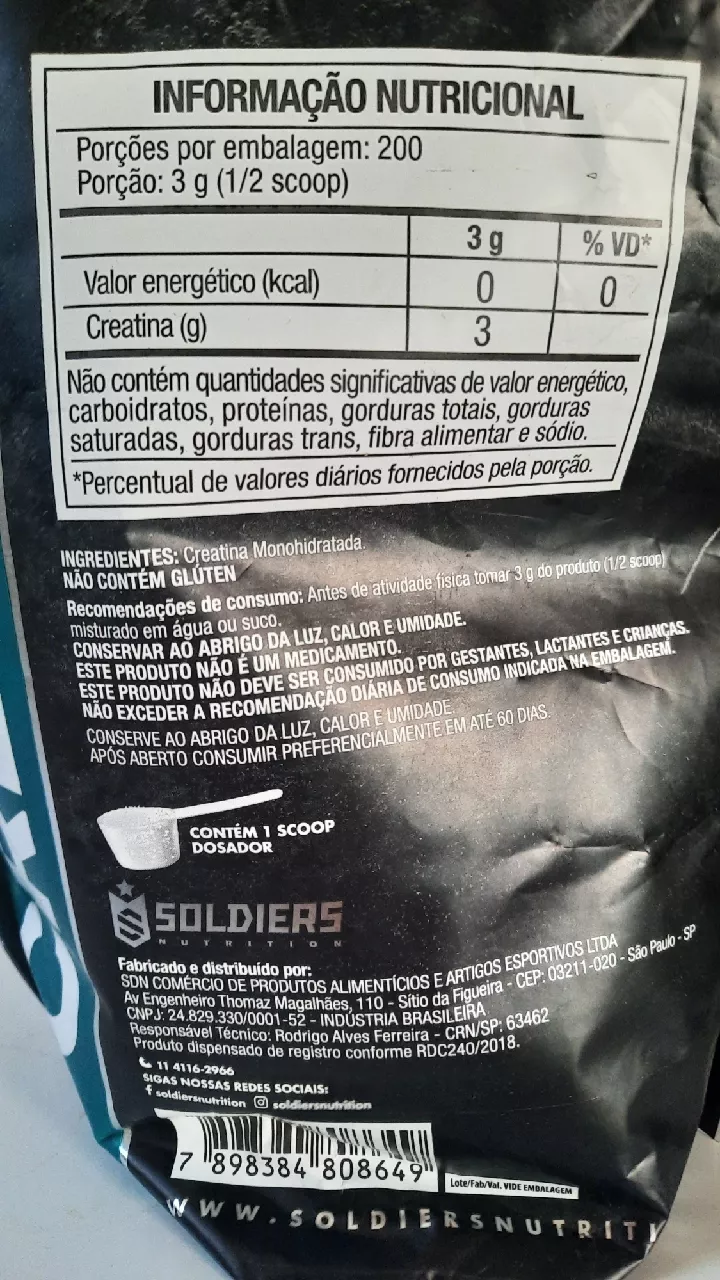 INFORMAÇÃO NUTRICIONAL
Porções por embalagem: 200
Porção: 3 g (1/2 scoop)
3 g % VD*
Valor energético (kcal) 0 0
Creatina (g) 3
Não contém quantidades significativas de valor energético,
carboidratos, proteínas, gorduras totais, gorduras
saturadas, gorduras trans, fibra alimentar e sódio.
*Percentual de valores diários fornecidos pela porção.
INGREDIENTES: Creatina Monohidratada.
NÃO CONTÉM GLÚTEN
Recomendações de consumo: Antes de atividade física tomar 3 g do produto (1/2 scoop)
misturado em água ou suco.
CONSERVAR AO ABRIGO DA LUZ, CALOR E UMIDADE.
ESTE PRODUTO NÃO É UM MEDICAMENTO.
ESTE PRODUTO NÃO DEVE SER CONSUMIDO POR GESTANTES, LACTANTES E CRIANÇAS.
NÃO EXCEDER A RECOMENDAÇÃO DIÁRIA DE CONSUMO INDICADA NA EMBALAGEM.
CONSERVE AO ABRIGO DA LUZ, CALOR E UMIDADE
APÓS ABERTO CONSUMIR PREFERENCIALMENTE EM ATÉ 60 DIAS.
CONTÉM 1 SCOOP
DOSADOR
SOLDIERS
NUTRITION
Fabricado e distribuído por:
SDN COMÉRCIO DE PRODUTOS ALIMENTÍCIOS E ARTIGOS ESPORTIVOS LTDA
Av Engenheiro Thomaz Magalhães, 110 - Sítio da Figueira - CEP: 03211-020 - São Paulo - SP
CNPJ: 24.829.330/0001-52 - INDÚSTRIA BRASILEIRA
Responsável Técnico: Rodrigo Alves Ferreira - CRN/SP: 63462
Produto dispensado de registro conforme RDC240/2018.
11 4116-2966
SIGAS NOSSAS REDES SOCIAIS:
soldiersnutrition soldiersnutrition
7 898384 808649
Lote/Fab/Val. VIDE EMBALAGEM
WWW.SOLDIERSNUTRITI